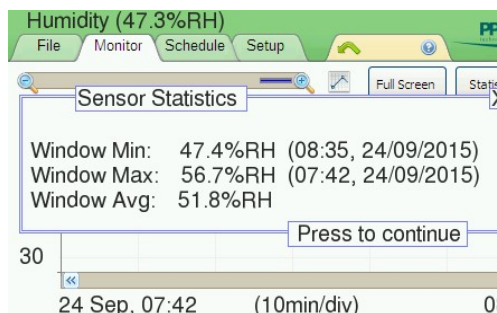 Humidity (47.3%RH)
File Monitor Schedule Setup
Full Screen
Sensor Statistics X
Window Min: 47.4%RH (08:35, 24/09/2015)
Window Max: 56.7%RH (07:42, 24/09/2015)
Window Avg: 51.8%RH
Press to continue
30
24 Sep, 07:42 (10min/div)